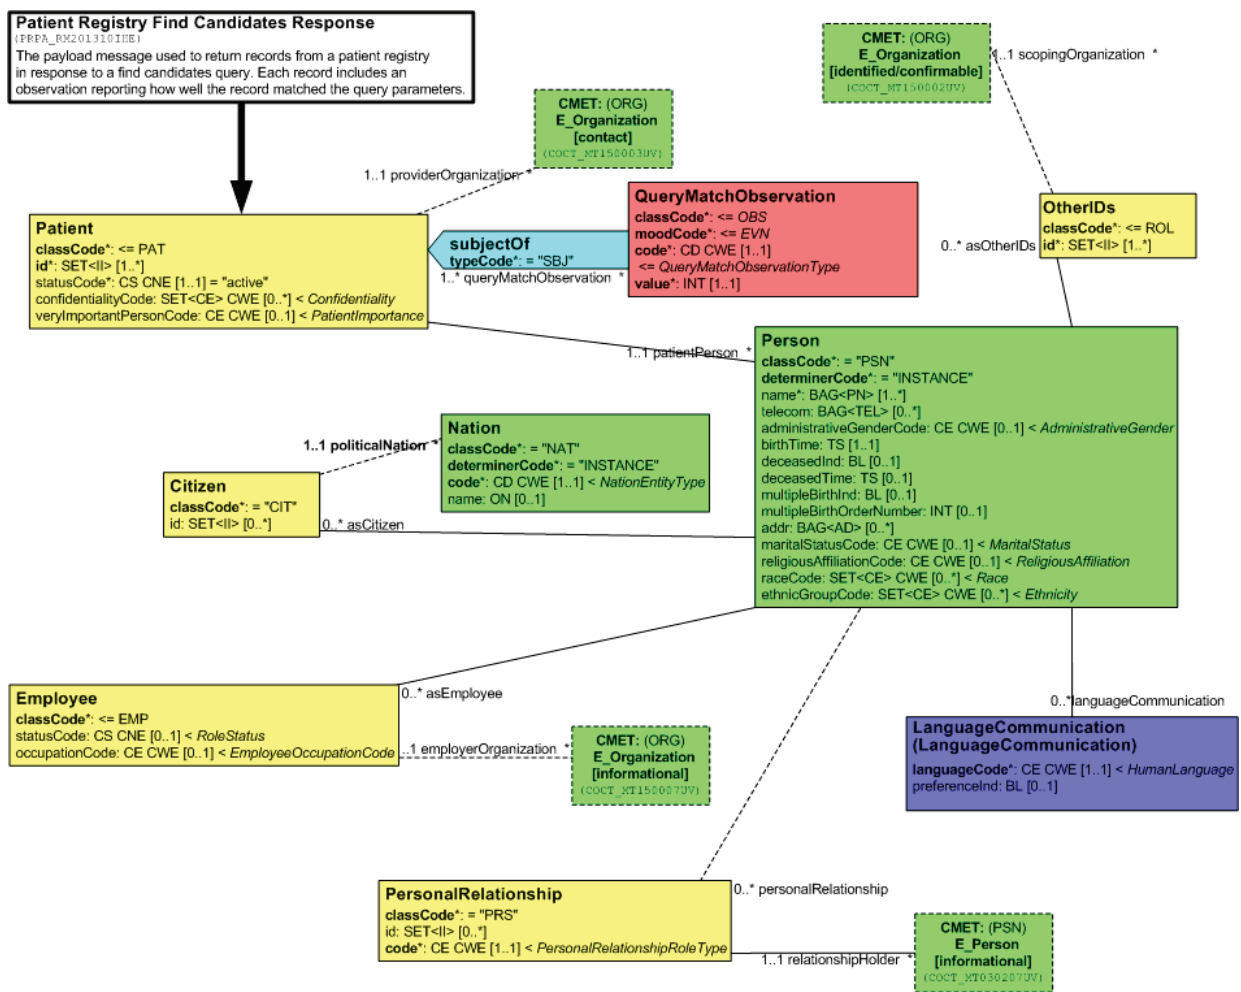 Patient Registry Find Candidates Response
(PRPA_RM201310IHE)
The payload message used to return records from a patient registry
in response to a find candidates query. Each record includes an
observation reporting how well the record matched the query parameters.
CMET: (ORG)
E_Organization
[contact]
(COCT_MT150003UV)
1..1 providerOrganization *
CMET: (ORG)
E_Organization
[identified/confirmable]
(COCT_MT150002UV)
1..1 scopingOrganization *
Patient
classCode*: <= PAT
id*: SET<II> [1..*]
statusCode*: CS CNE [1..1] = "active"
confidentialityCode: SET<CE> CWE [0..*] < Confidentiality
veryImportantPersonCode: CE CWE [0..1] < PatientImportance
subjectOf
typeCode*: = "SBJ"
1..* queryMatchObservation *
QueryMatchObservation
classCode*: <= OBS
moodCode*: <= EVN
code*: CD CWE [1..1]
<= QueryMatchObservationType
value*: INT [1..1]
OtherIDs
classCode*: <= ROL
id*: SET<II> [1..*]
0..* asOtherIDs
1..1 patientPerson *
Person
classCode*: = "PSN"
determinerCode*: = "INSTANCE"
name*: BAG<PN> [1..*]
telecom: BAG<TEL> [0..*]
administrativeGenderCode: CE CWE [0..1] < AdministrativeGender
birthTime: TS [1..1]
deceasedInd: BL [0..1]
deceasedTime: TS [0..1]
multipleBirthInd: BL [0..1]
multipleBirthOrderNumber: INT [0..1]
addr: BAG<AD> [0..*]
maritalStatusCode: CE CWE [0..1] < MaritalStatus
religiousAffiliationCode: CE CWE [0..1] < ReligiousAffiliation
raceCode: SET<CE> CWE [0..*] < Race
ethnicGroupCode: SET<CE> CWE [0..*] < Ethnicity
1..1 politicalNation *
Nation
classCode*: = "NAT"
determinerCode*: = "INSTANCE"
code*: CD CWE [1..1] < NationEntityType
name: ON [0..1]
Citizen
classCode*: = "CIT"
id: SET<II> [0..*]
0..* asCitizen
Employee
classCode*: <= EMP
statusCode: CS CNE [0..1] < RoleStatus
occupationCode: CE CWE [0..1] < EmployeeOccupationCode
0..* asEmployee
..1 employerOrganization *
CMET: (ORG)
E_Organization
[informational]
(COCT_MT150007UV)
0..*languageCommunication
LanguageCommunication
(LanguageCommunication)
languageCode*: CE CWE [1..1] < HumanLanguage
preferenceInd: BL [0..1]
PersonalRelationship
classCode*: = "PRS"
id: SET<II> [0..*]
code*: CE CWE [1..1] < PersonalRelationshipRoleType
0..* personalRelationship
1..1 relationshipHolder *
CMET: (PSN)
E_Person
[informational]
(COCT_MT030207UV)